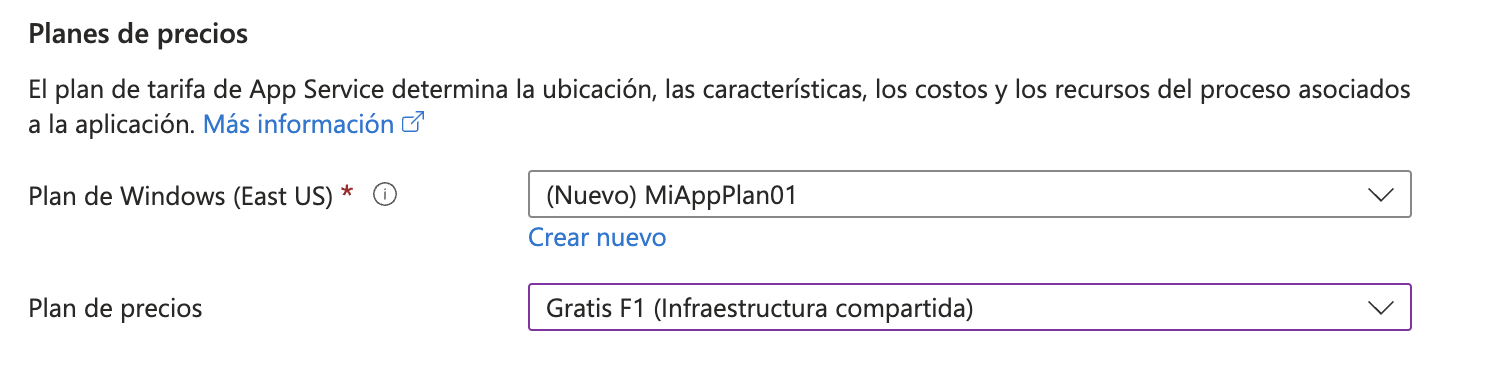 Planes de precios
El plan de tarifa de App Service determina la ubicación, las características, los costos y los recursos del proceso asociados
a la aplicación. Más información
Plan de Windows (East US) *
(Nuevo) MiAppPlan01
Crear nuevo
Plan de precios
Gratis F1 (Infraestructura compartida)